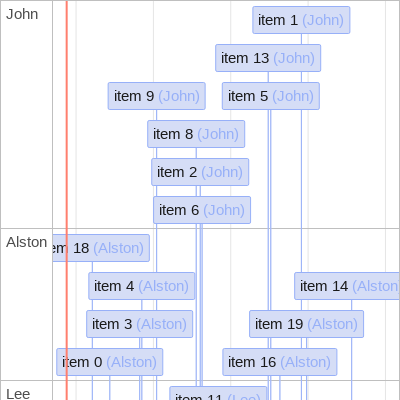 John
item 1 (John)
item 13 (John)
item 9 (John)
item 5 (John)
item 8 (John)
item 2 (John)
item 6 (John)
Alston
em 18 (Alston)
item 4 (Alston)
item 14 (Alston
item 3 (Alston)
item 19 (Alston)
item 0 (Alston)
item 16 (Alston)
Lee
item 11 (Lee)